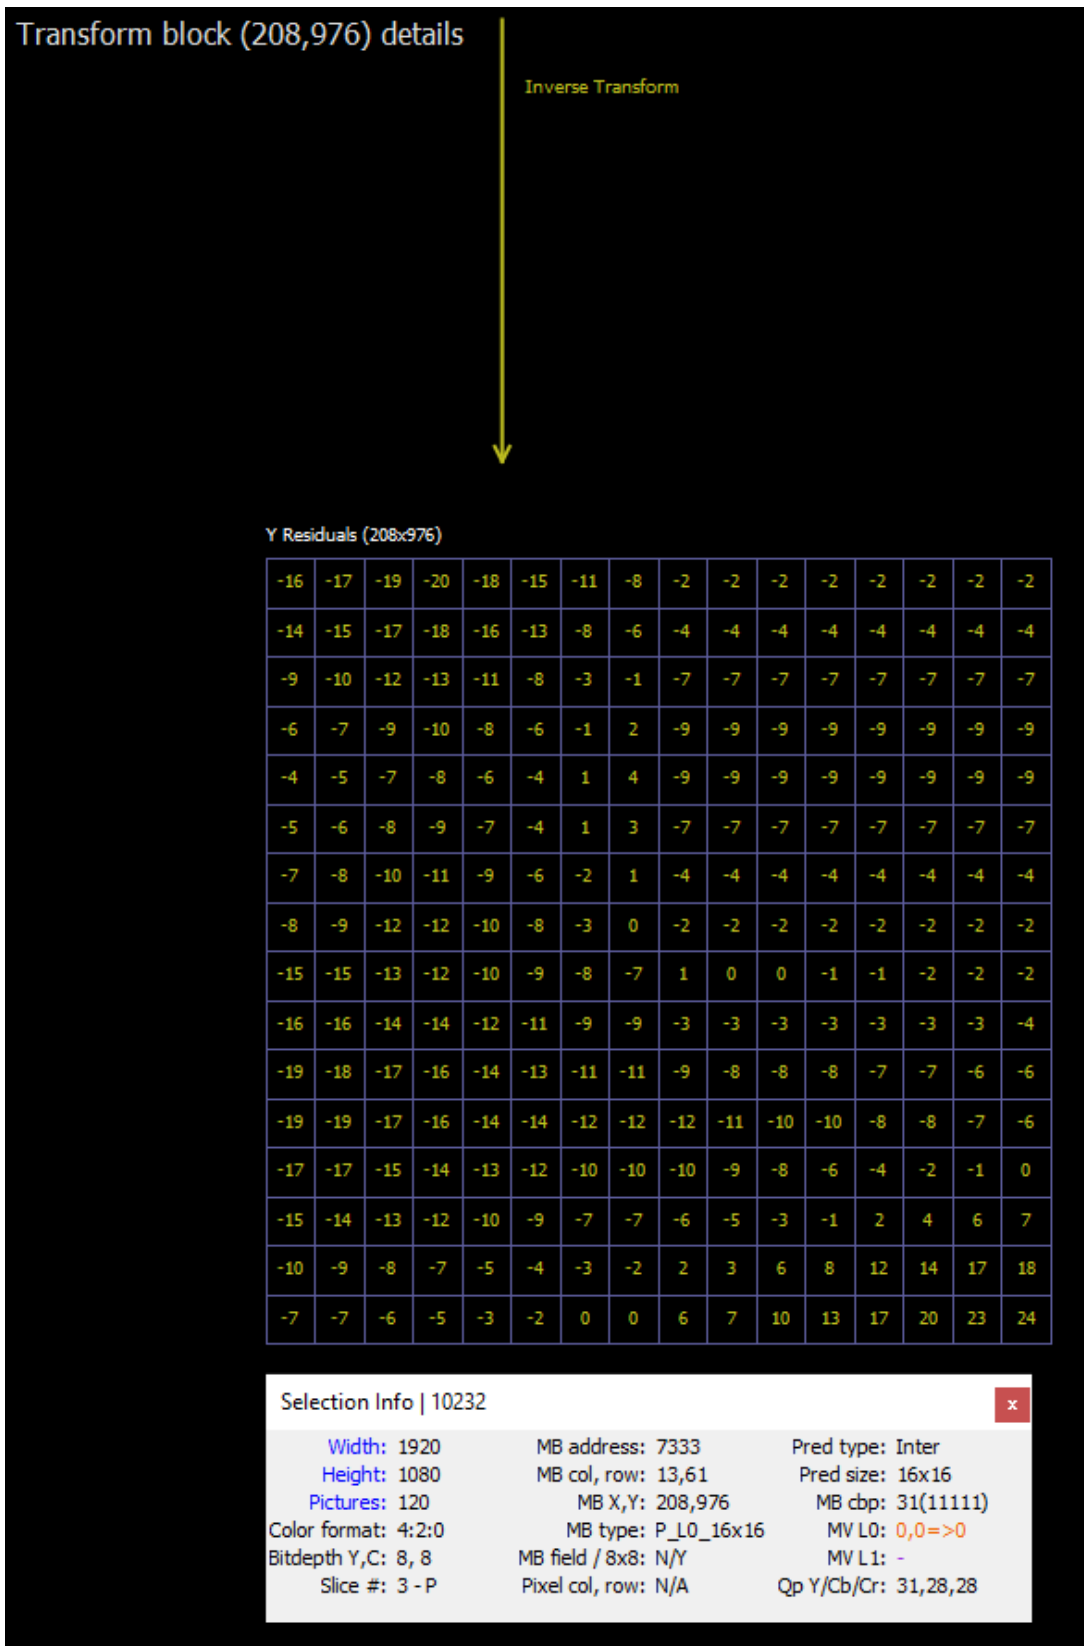 Transform block (208,976) details
Inverse Transform
Y Residuals (208x976)
-16 -17 -19 -20 -18 -15 -11 -8 -2 -2 -2 -2 -2 -2 -2 -2
-14 -15 -17 -18 -16 -13 -8 -6 -4 -4 -4 -4 -4 -4 -4 -4
-9 -10 -12 -13 -11 -8 -3 -1 -7 -7 -7 -7 -7 -7 -7 -7
-6 -7 -9 -10 -8 -6 -1 2 -9 -9 -9 -9 -9 -9 -9 -9
-4 -5 -7 -8 -6 -4 1 4 -9 -9 -9 -9 -9 -9 -9 -9
-5 -6 -8 -9 -7 -4 1 3 -7 -7 -7 -7 -7 -7 -7 -7
-7 -8 -10 -11 -9 -6 -2 1 -4 -4 -4 -4 -4 -4 -4 -4
-8 -9 -12 -12 -10 -8 -3 0 -2 -2 -2 -2 -2 -2 -2 -2
-15 -15 -13 -12 -10 -9 -8 -7 1 0 0 -1 -1 -2 -2 -2
-16 -16 -14 -14 -12 -11 -9 -9 -3 -3 -3 -3 -3 -3 -3 -4
-19 -18 -17 -16 -14 -13 -11 -11 -9 -8 -8 -8 -7 -7 -6 -6
-19 -19 -17 -16 -14 -14 -12 -12 -12 -11 -10 -10 -8 -8 -7 -6
-17 -17 -15 -14 -13 -12 -10 -10 -10 -9 -8 -6 -4 -2 -1 0
-15 -14 -13 -12 -10 -9 -7 -7 -6 -5 -3 -1 2 4 6 7
-10 -9 -8 -7 -5 -4 -3 -2 2 3 6 8 12 14 17 18
-7 -7 -6 -5 -3 -2 0 0 6 7 10 13 17 20 23 24
Selection Info | 10232 x
Width: 1920 MB address: 7333 Pred type: Inter
Height: 1080 MB col, row: 13,61 Pred size: 16x16
Pictures: 120 MB X,Y: 208,976 MB cbp: 31(11111)
Color format: 4:2:0 MB type: P_L0_16x16 MV L0: 0,0=>0
Bitdepth Y,C: 8, 8 MB field / 8x8: N/Y MV L1: -
Slice #: 3 - P Pixel col, row: N/A Qp Y/Cb/Cr: 31,28,28